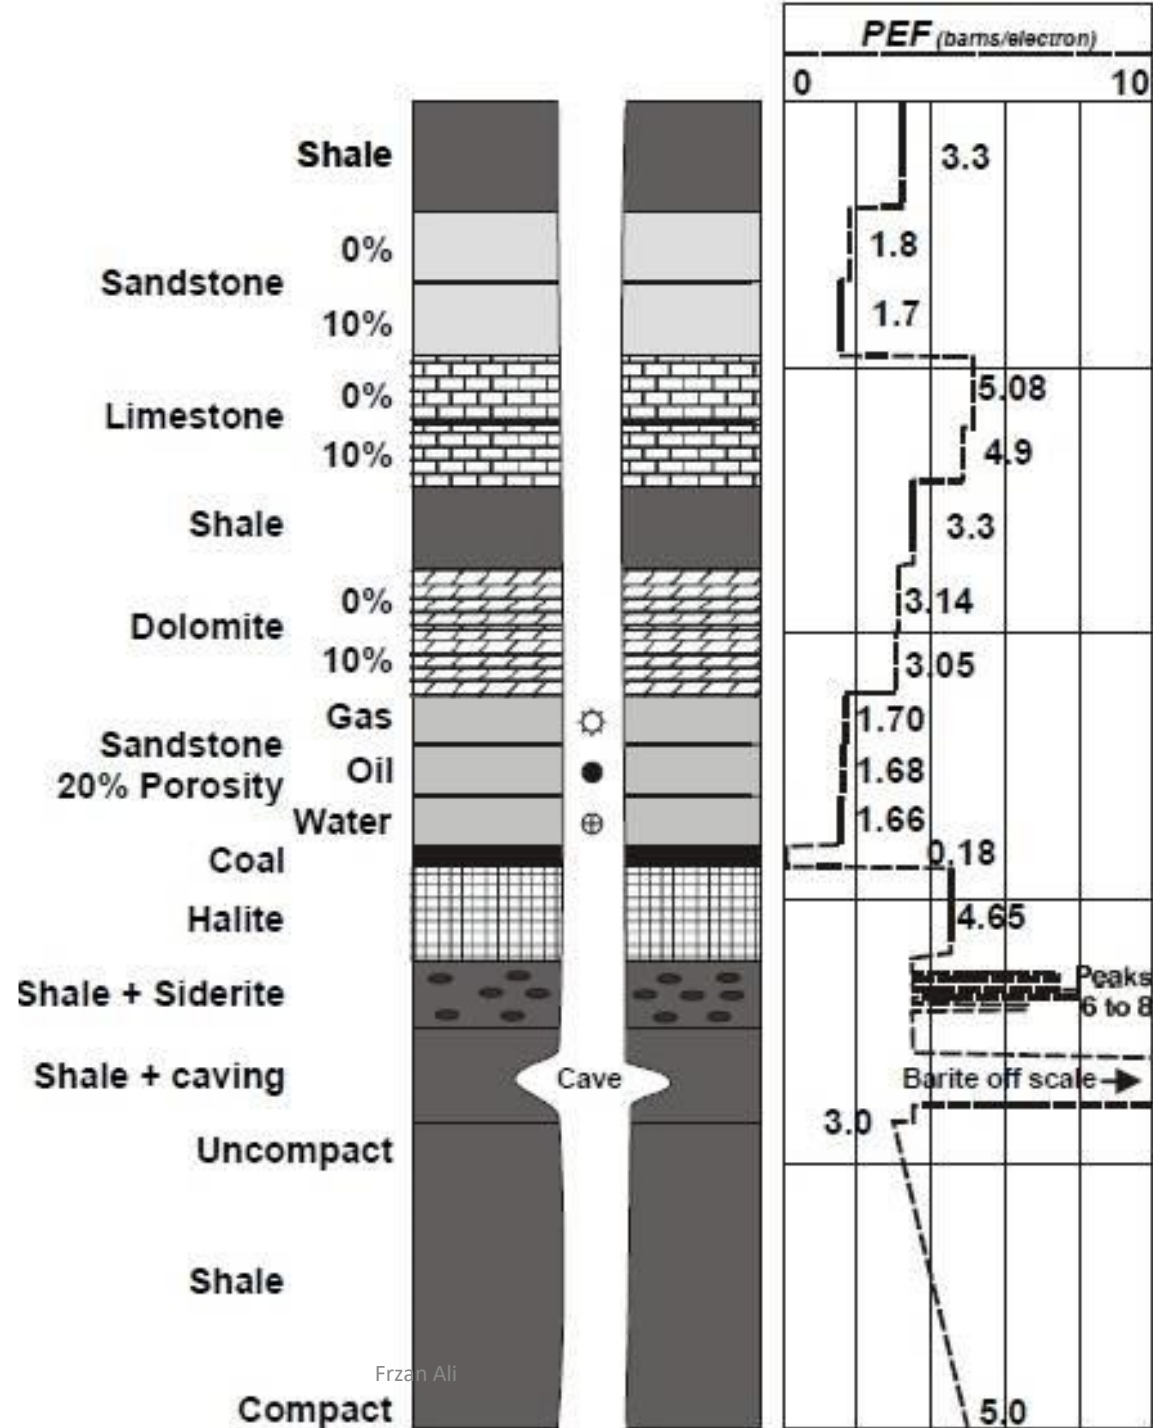 PEF (barns/electron)
0 10
Shale 3.3
0% 1.8
Sandstone
10% 1.7
0% 5.08
Limestone
10% 4.9
Shale 3.3
0% 3.14
Dolomite
10% 3.05
Gas 1.70
Sandstone
20% Porosity
Oil 1.68
Water 1.66
Coal 0.18
Halite 4.65
Shale + Siderite
Peaks
6 to 8
Shale + caving
Cave
Barite off scale
3.0
Uncompact
Shale
Frzan Ali
Compact 5.0